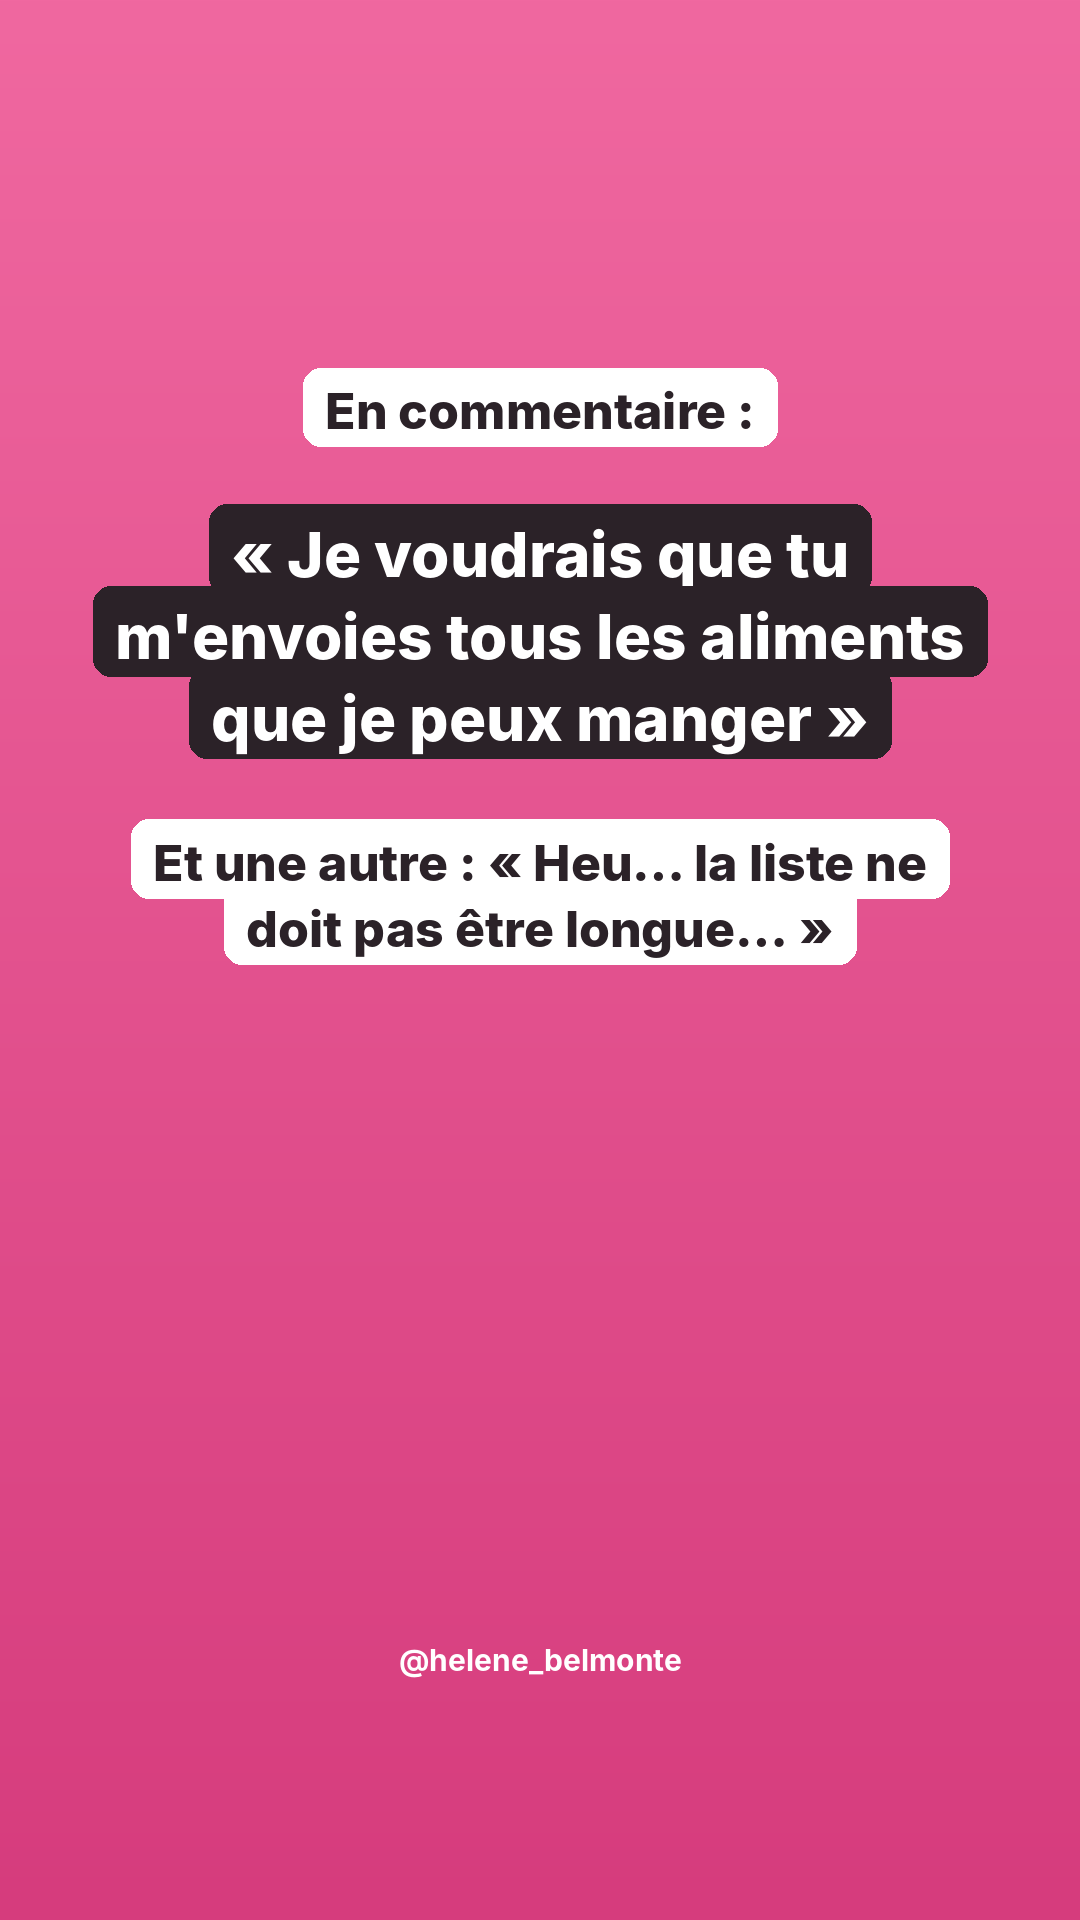 En commentaire :
« Je voudrais que tu
m'envoies tous les aliments
que je peux manger »
Et une autre : « Heu... la liste ne
doit pas être longue... »
@helene_belmonte